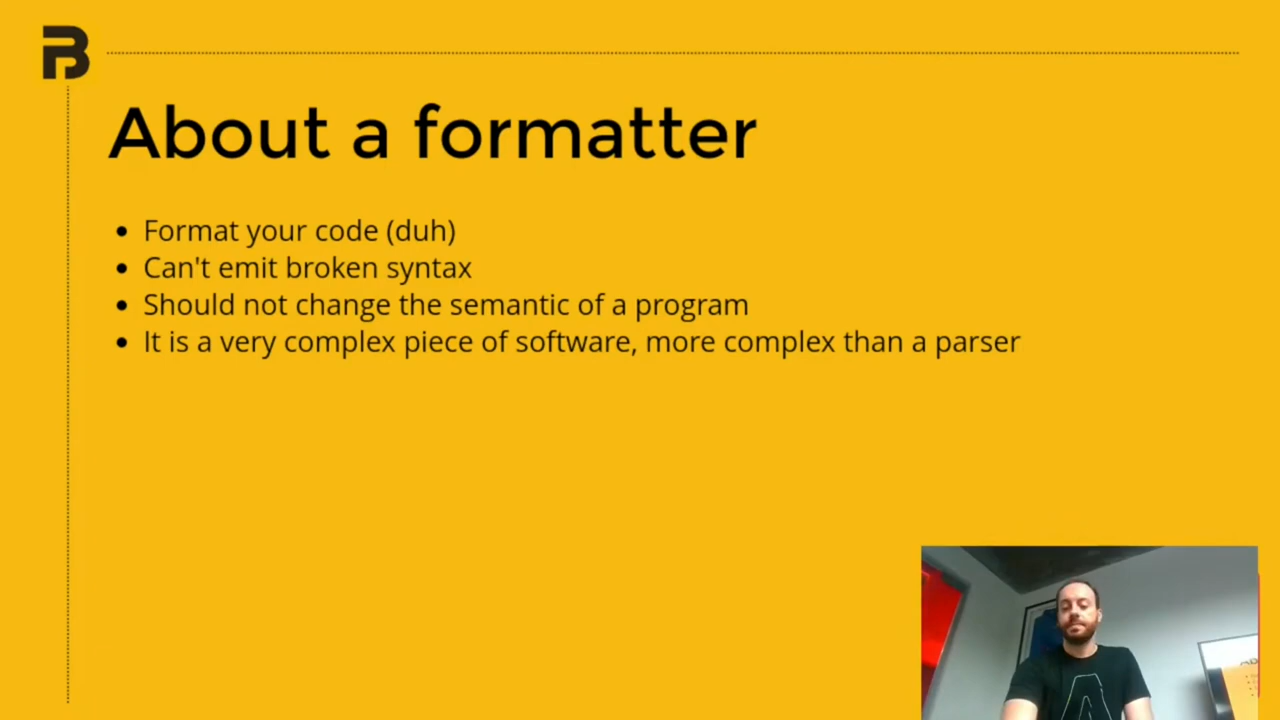 About a formatter
Format your code (duh)
Can't emit broken syntax
Should not change the semantic of a program
It is a very complex piece of software, more complex than a parser